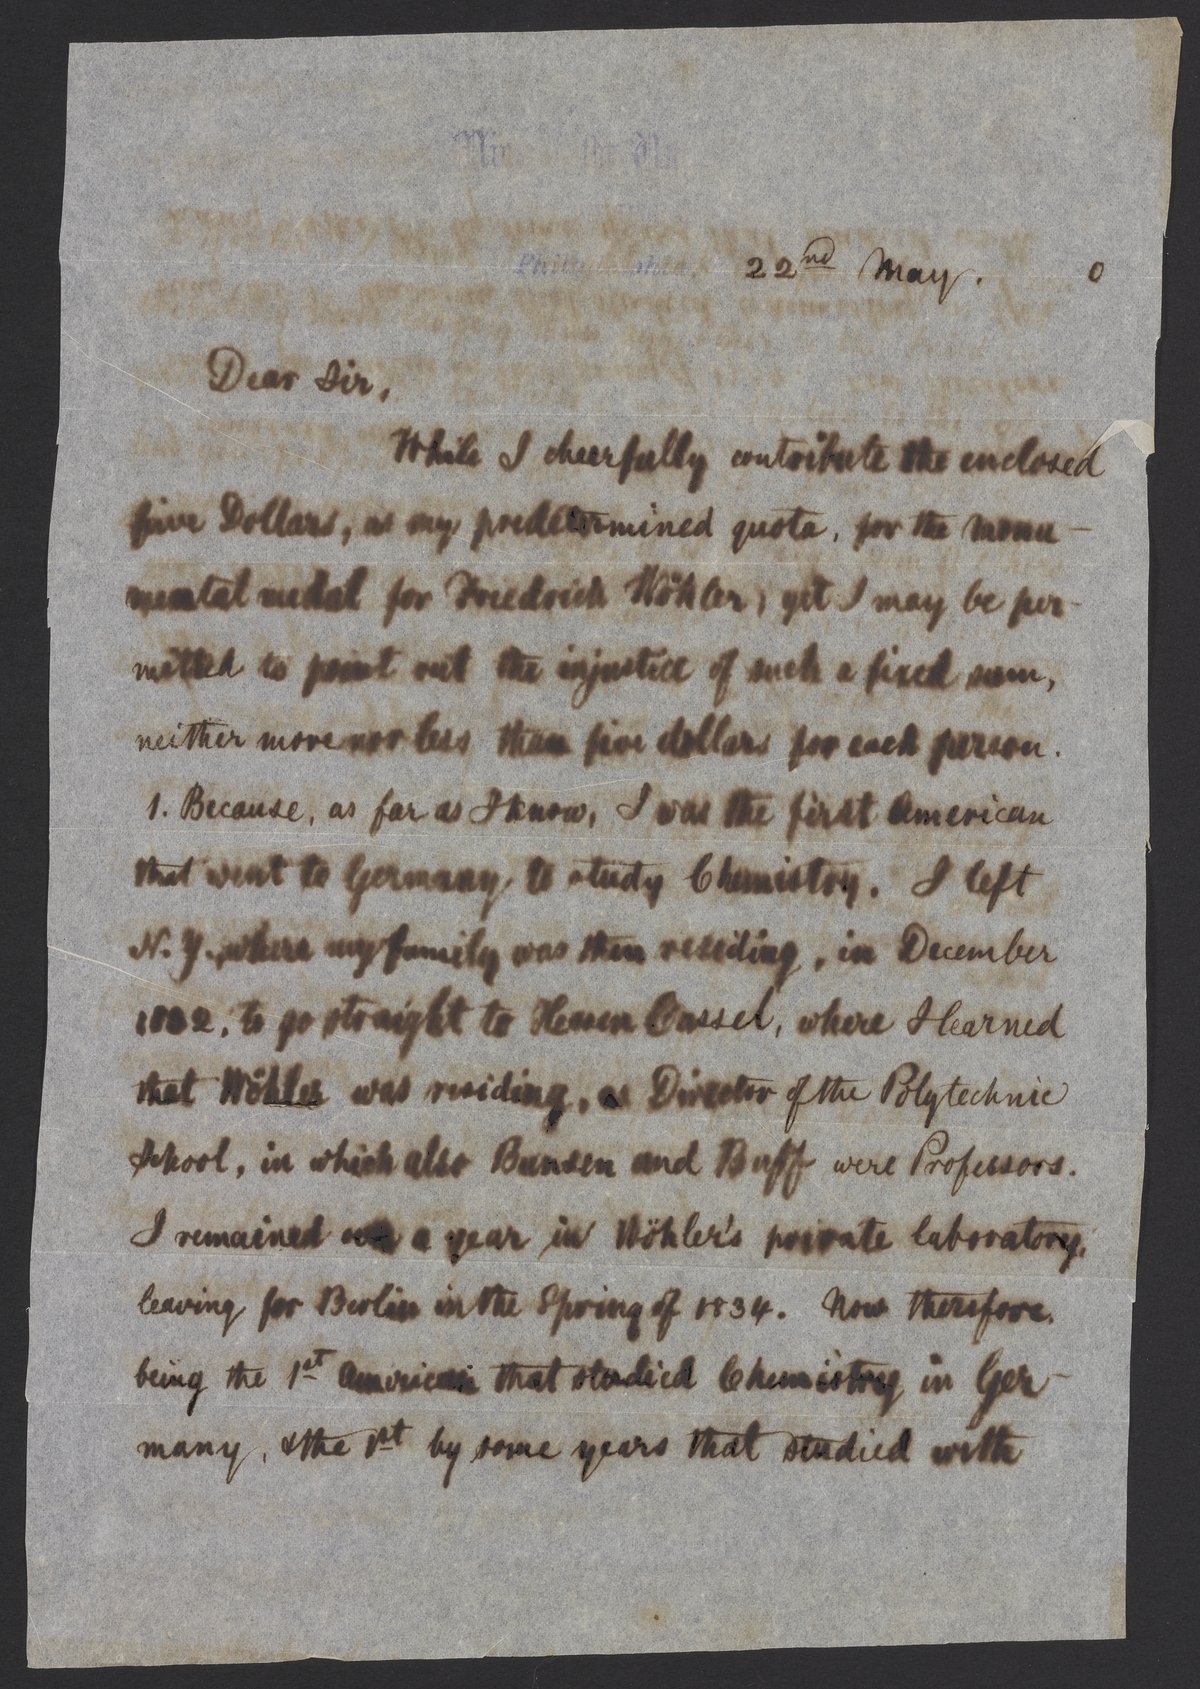 Philadelphia, 22nd May. 0
Dear Sir,
While I cheerfully contribute the enclosed
five Dollars, as my predetermined quota, for the monu-
mental medal for Friedrich Wöhler, yet I may be per-
mitted to point out the injustice of such a fixed sum,
neither more nor less than five dollars for each person.
1. Because, as far as I know, I was the first American
that went to Germany to study Chemistry. I left
N. Y., where my family was then residing, in December
1832, to go straight to Hessen Cassel, where I learned
that Wöhler was residing, as Director of the Polytechnic
School, in which also Bunsen and Buff were Professors.
I remained a year in Wöhler's private laboratory,
leaving for Berlin in the Spring of 1834. Now therefore,
being the 1st American that studied Chemistry in Ger-
many, & the 1st by some years that studied with